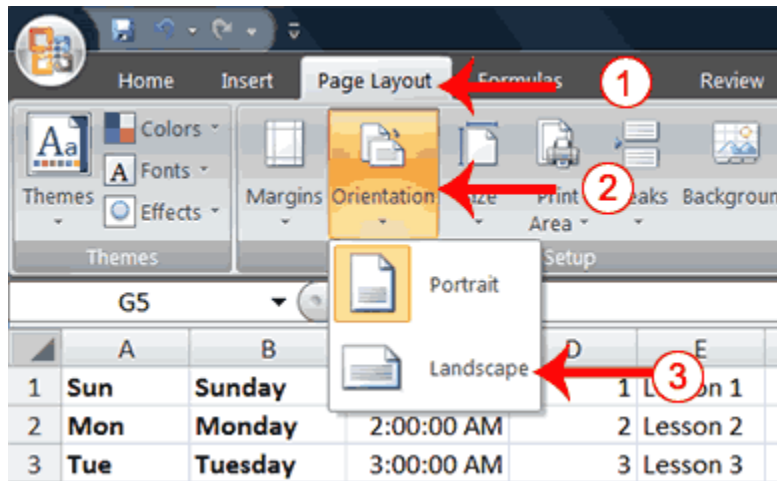 Home Insert Page Layout Formulas 1 Review
Aa Colors
A Fonts
Effects
Themes Margins Orientation 2 Print Backgroun
Area
Themes Setup
Portrait
Landscape 3
G5
A B D E
1 Sun Sunday 1 1
2 Mon Monday 2:00:00 AM 2 Lesson 2
3 Tue Tuesday 3:00:00 AM 3 Lesson 3